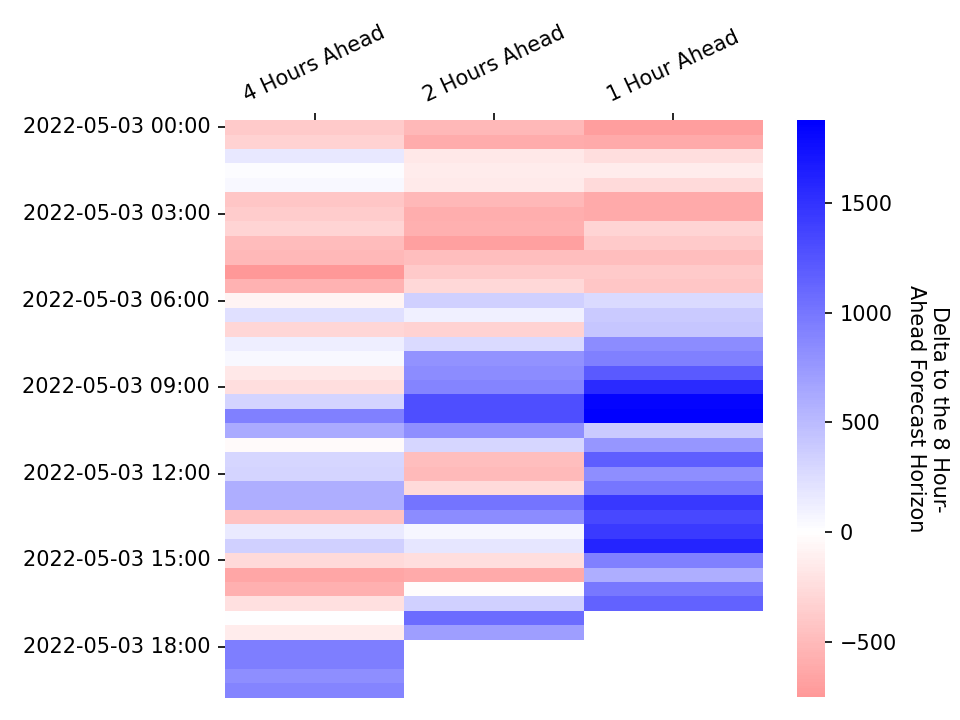 4 Hours Ahead
2 Hours Ahead
1 Hour Ahead
2022-05-03 00:00
2022-05-03 03:00
2022-05-03 06:00
2022-05-03 09:00
2022-05-03 12:00
2022-05-03 15:00
2022-05-03 18:00
1500
1000
500
0
−500
Delta to the 8 Hour-
Ahead Forecast Horizon